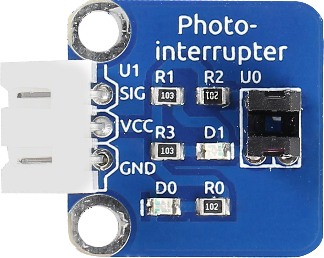 Photo-
interrupter
U1
SIG
VCC
GND
R1 R2 U0
103 102
R3 D1
103
D0 R0
102